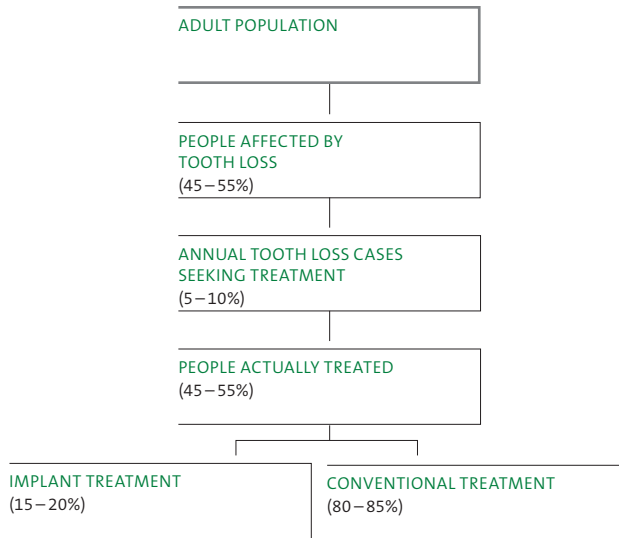 ADULT POPULATION
PEOPLE AFFECTED BY
TOOTH LOSS
(45–55%)
ANNUAL TOOTH LOSS CASES
SEEKING TREATMENT
(5–10%)
PEOPLE ACTUALLY TREATED
(45–55%)
IMPLANT TREATMENT
(15–20%)
CONVENTIONAL TREATMENT
(80–85%)